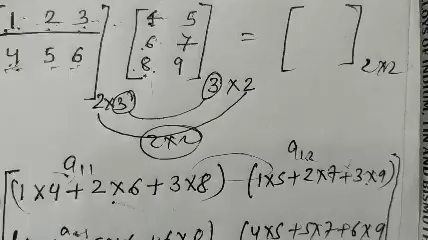 [1 2 3 / 4 5 6] · [4 5 / 6 7 / 8 9] = [ ] 2×2
2×3 3×2
2×2
a11 a12
(1×4+2×6+3×8) – (1×5+2×7+3×9)
(4×5+5×7+6×9